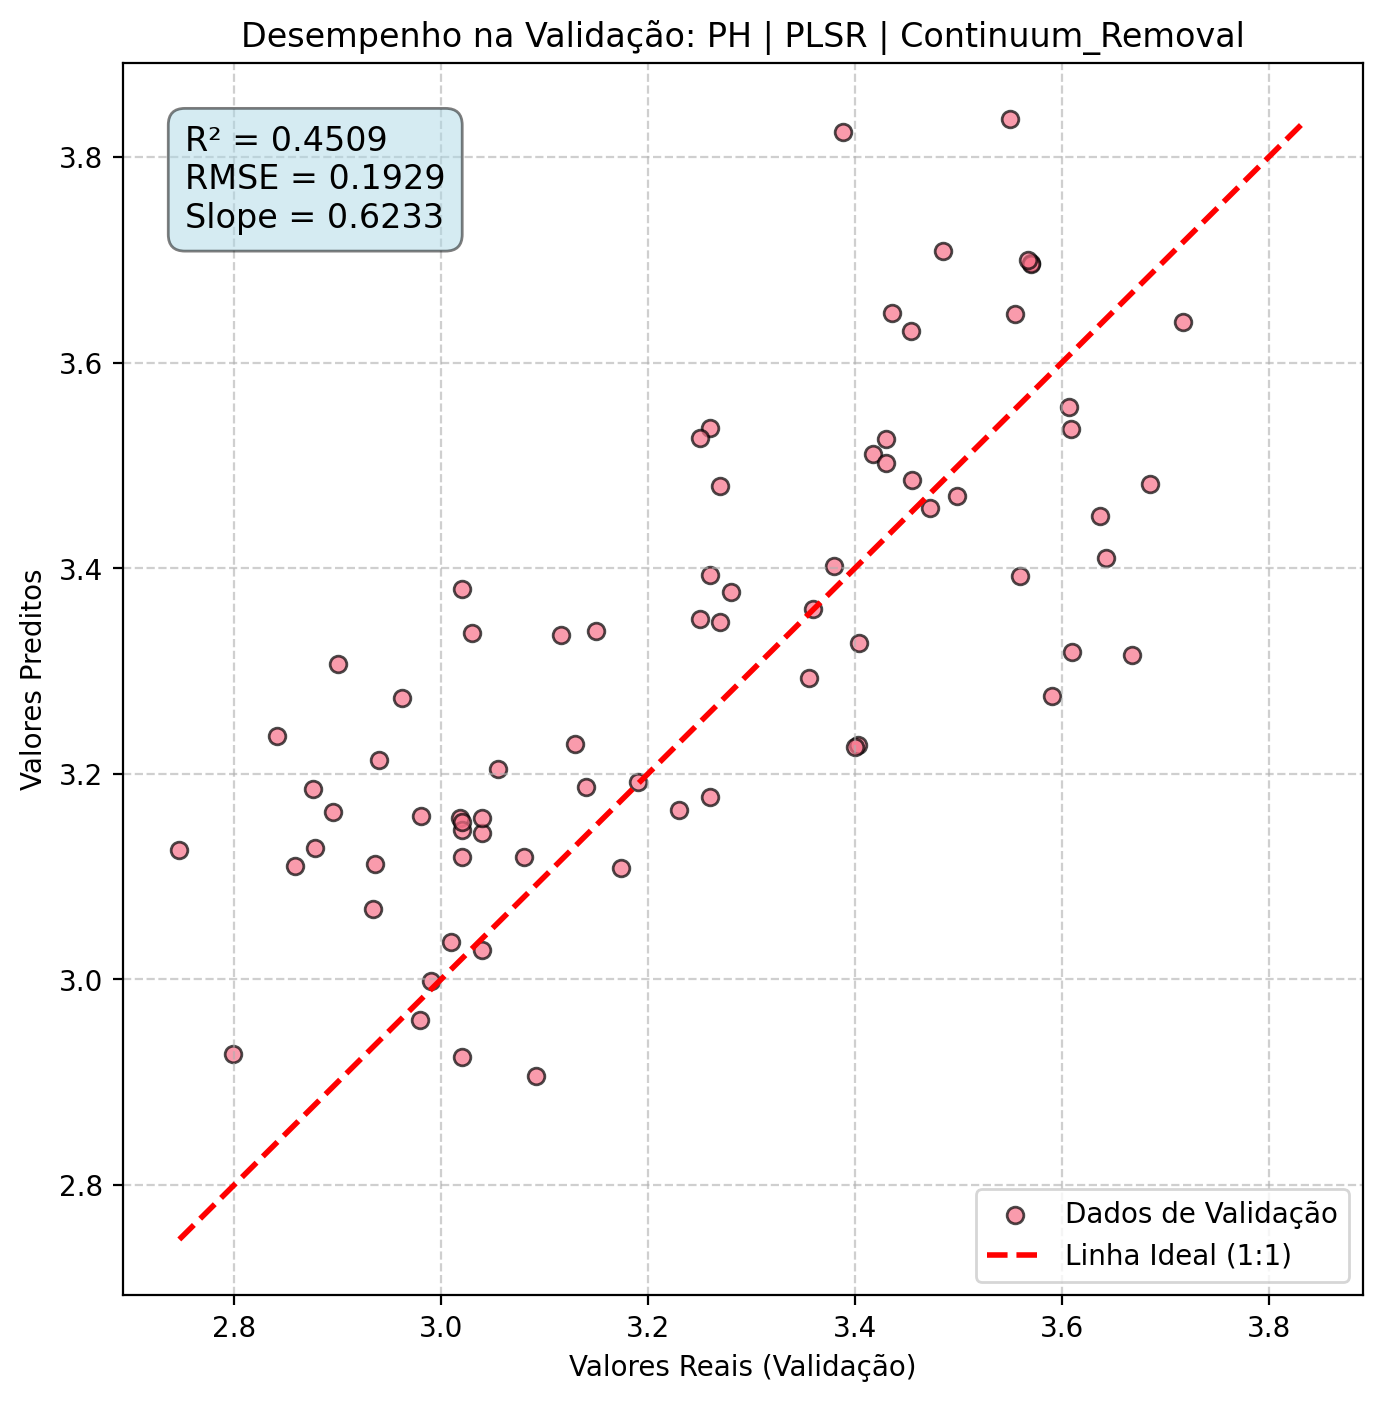 Desempenho na Validação: PH | PLSR | Continuum_Removal
R² = 0.4509
RMSE = 0.1929
Slope = 0.6233
Valores Preditos
3.8
3.6
3.4
3.2
3.0
2.8
Dados de Validação
Linha Ideal (1:1)
2.8 3.0 3.2 3.4 3.6 3.8
Valores Reais (Validação)